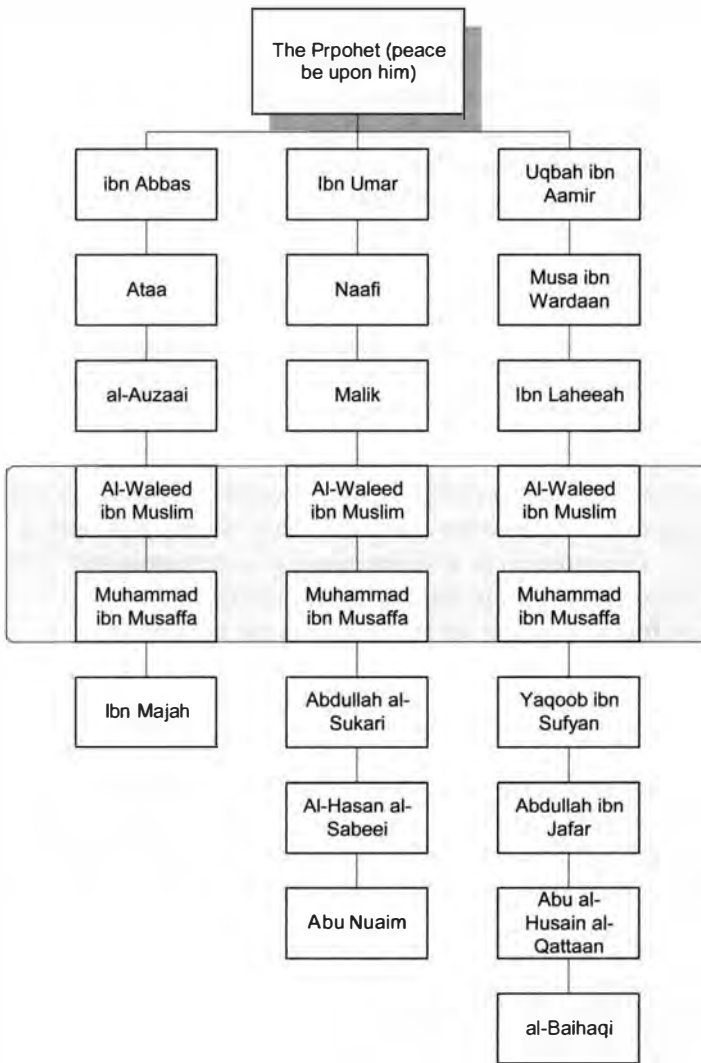 The Prpohet (peace
be upon him)
ibn Abbas
Ibn Umar
Uqbah ibn
Aamir
Ataa
Naafi
Musa ibn
Wardaan
al-Auzaai
Malik
Ibn Laheeah
Al-Waleed
ibn Muslim
Al-Waleed
ibn Muslim
Al-Waleed
ibn Muslim
Muhammad
ibn Musaffa
Muhammad
ibn Musaffa
Muhammad
ibn Musaffa
Ibn Majah
Abdullah al-
Sukari
Yaqoob ibn
Sufyan
Al-Hasan al-
Sabeei
Abdullah ibn
Jafar
Abu Nuaim
Abu al-
Husain al-
Qattaan
al-Baihaqi